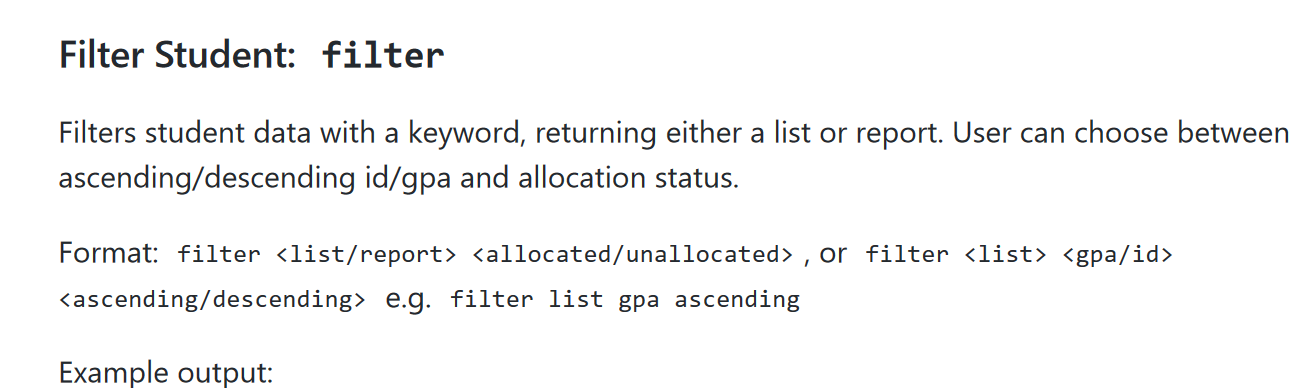 Filter Student: filter
Filters student data with a keyword, returning either a list or report. User can choose between
ascending/descending id/gpa and allocation status.
Format: filter <list/report> <allocated/unallocated> , or filter <list> <gpa/id>
<ascending/descending> e.g. filter list gpa ascending
Example output: